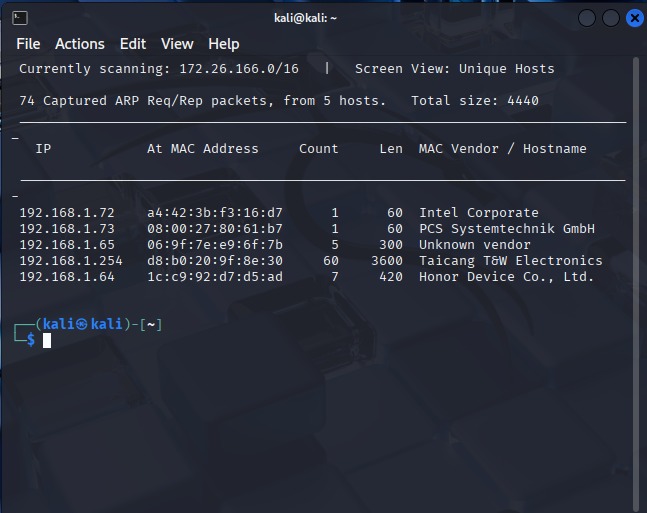 kali@kali: ~
File Actions Edit View Help
Currently scanning: 172.26.166.0/16 | Screen View: Unique Hosts
74 Captured ARP Req/Rep packets, from 5 hosts. Total size: 4440
_____________________________________________________________________________
_
IP At MAC Address Count Len MAC Vendor / Hostname
_____________________________________________________________________________
-
192.168.1.72 a4:42:3b:f3:16:d7 1 60 Intel Corporate
192.168.1.73 08:00:27:80:61:b7 1 60 PCS Systemtechnik GmbH
192.168.1.65 06:9f:7e:e9:6f:7b 5 300 Unknown vendor
192.168.1.254 d8:b0:20:9f:8e:30 60 3600 Taicang T&W Electronics
192.168.1.64 1c:c9:92:d7:d5:ad 7 420 Honor Device Co., Ltd.
┌──(kali㉿kali)-[~]
└─$